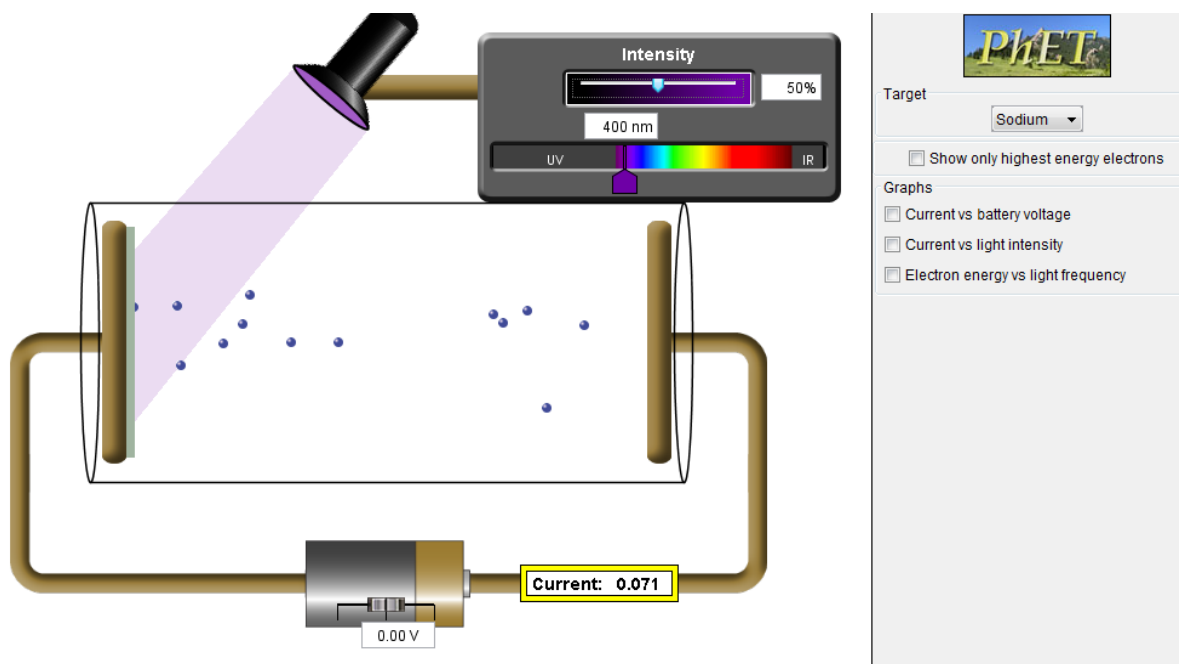 Intensity
50%
400 nm
UV
IR
Current: 0.071
0.00 V
PhET
Target
Sodium
Show only highest energy electrons
Graphs
Current vs battery voltage
Current vs light intensity
Electron energy vs light frequency